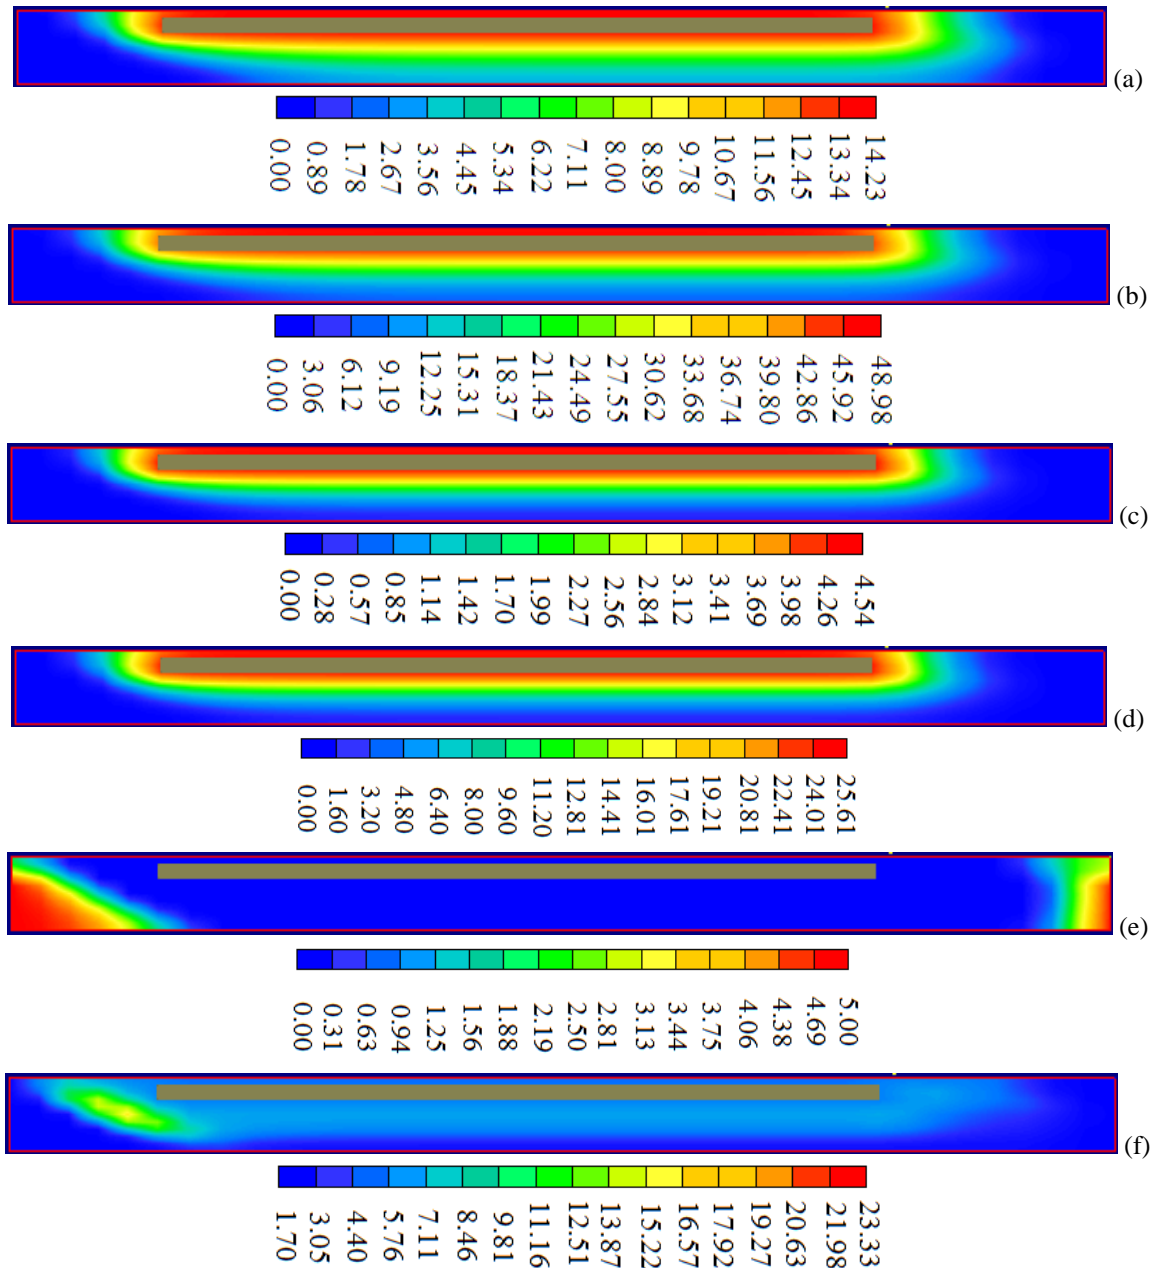 (a)
0.00 0.89 1.78 2.67 3.56 4.45 5.34 6.22 7.11 8.00 8.89 9.78 10.67 11.56 12.45 13.34 14.23
(b)
0.00 3.06 6.12 9.19 12.25 15.31 18.37 21.43 24.49 27.55 30.62 33.68 36.74 39.80 42.86 45.92 48.98
(c)
0.00 0.28 0.57 0.85 1.14 1.42 1.70 1.99 2.27 2.56 2.84 3.12 3.41 3.69 3.98 4.26 4.54
(d)
0.00 1.60 3.20 4.80 6.40 8.00 9.60 11.20 12.81 14.41 16.01 17.61 19.21 20.81 22.41 24.01 25.61
(e)
0.00 0.31 0.63 0.94 1.25 1.56 1.88 2.19 2.50 2.81 3.13 3.44 3.75 4.06 4.38 4.69 5.00
(f)
1.70 3.05 4.40 5.76 7.11 8.46 9.81 11.16 12.51 13.87 15.22 16.57 17.92 19.27 20.63 21.98 23.33